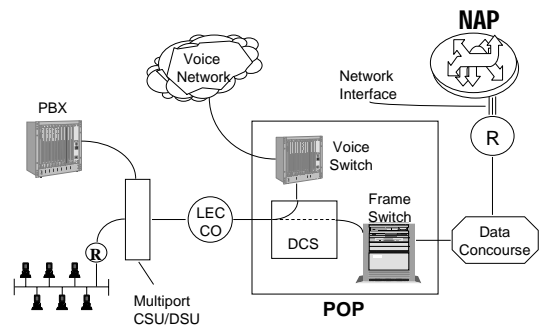 NAP
Voice
Network
Network
Interface
PBX
R
Voice
Switch
LEC
CO
Frame
Switch
DCS
Data
Concourse
R
Multiport
CSU/DSU
POP